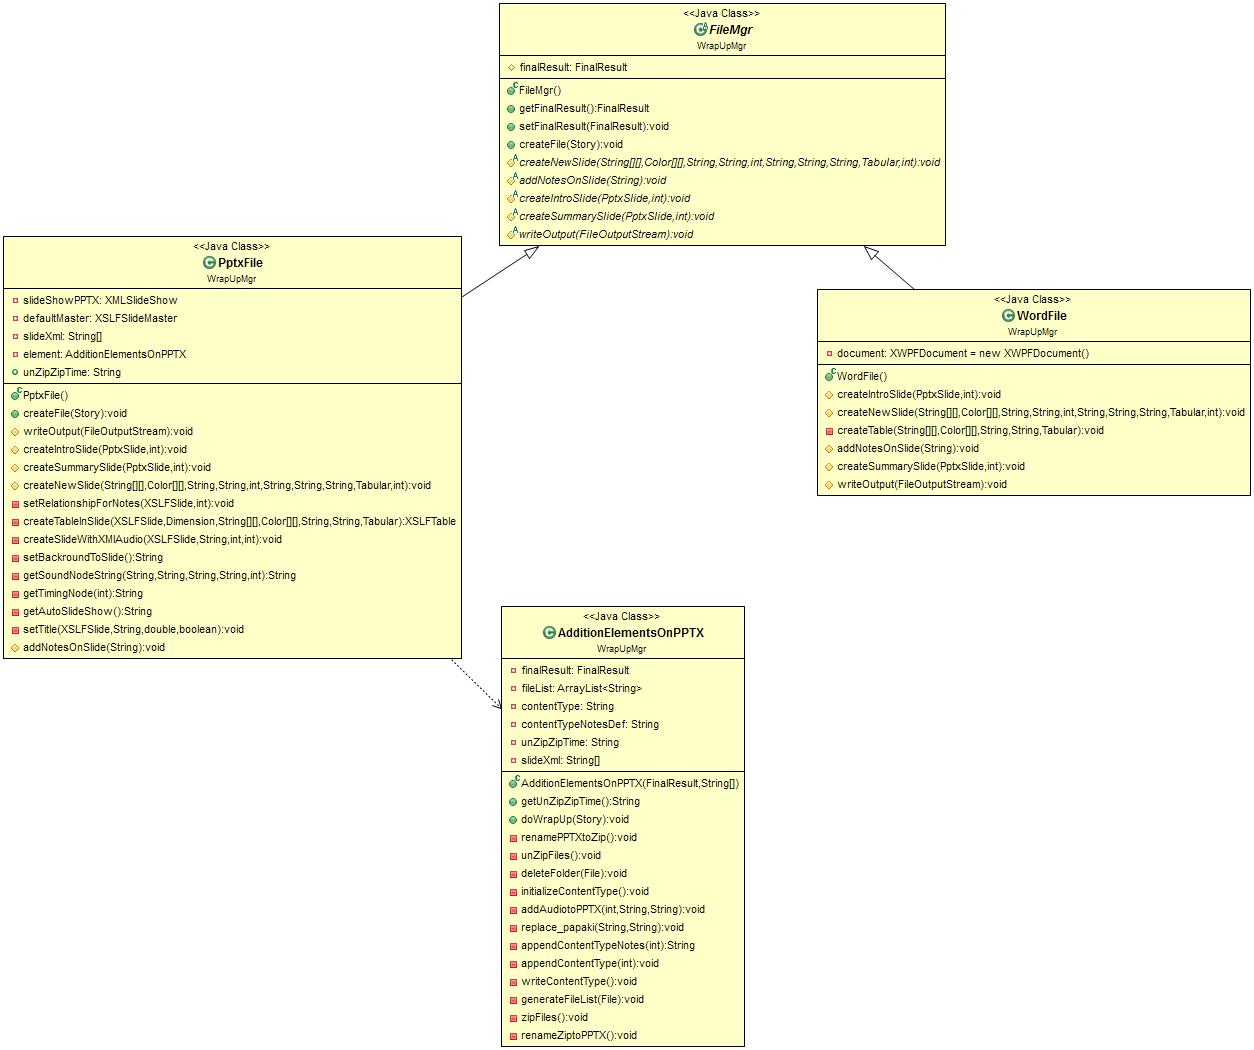 <<Java Class>>
FileMgr
WrapUpMgr
finalResult: FinalResult
FileMgr()
getFinalResult():FinalResult
setFinalResult(FinalResult):void
createFile(Story):void
createNewSlide(String[][],Color[][],String,String,int,String,String,String,Tabular,int):void
addNotesOnSlide(String):void
createIntroSlide(PptxSlide,int):void
createSummarySlide(PptxSlide,int):void
writeOutput(FileOutputStream):void
<<Java Class>>
PptxFile
WrapUpMgr
slideShowPPTX: XMLSlideShow
defaultMaster: XSLFSlideMaster
slideXml: String[]
element: AdditionElementsOnPPTX
unZipZipTime: String
PptxFile()
createFile(Story):void
writeOutput(FileOutputStream):void
createIntroSlide(PptxSlide,int):void
createSummarySlide(PptxSlide,int):void
createNewSlide(String[][],Color[][],String,String,int,String,String,String,Tabular,int):void
setRelationshipForNotes(XSLFSlide,int):void
createTableInSlide(XSLFSlide,Dimension,String[][],Color[][],String,String,Tabular):XSLFTable
createSlideWithXMlAudio(XSLFSlide,String,int,int):void
setBackroundToSlide():String
getSoundNodeString(String,String,String,String,int):String
getTimingNode(int):String
getAutoSlideShow():String
setTitle(XSLFSlide,String,double,boolean):void
addNotesOnSlide(String):void
<<Java Class>>
WordFile
WrapUpMgr
document: XWPFDocument = new XWPFDocument()
WordFile()
createIntroSlide(PptxSlide,int):void
createNewSlide(String[][],Color[][],String,String,int,String,String,String,Tabular,int):void
createTable(String[][],Color[][],String,String,Tabular):void
addNotesOnSlide(String):void
createSummarySlide(PptxSlide,int):void
writeOutput(FileOutputStream):void
<<Java Class>>
AdditionElementsOnPPTX
WrapUpMgr
finalResult: FinalResult
fileList: ArrayList<String>
contentType: String
contentTypeNotesDef: String
unZipZipTime: String
slideXml: String[]
AdditionElementsOnPPTX(FinalResult,String[])
getUnZipZipTime():String
doWrapUp(Story):void
renamePPTXtoZip():void
unZipFiles():void
deleteFolder(File):void
initializeContentType():void
addAudiotoPPTX(int,String,String):void
replace_papaki(String,String):void
appendContentTypeNotes(int):String
appendContentType(int):void
writeContentType():void
generateFileList(File):void
zipFiles():void
renameZiptoPPTX():void